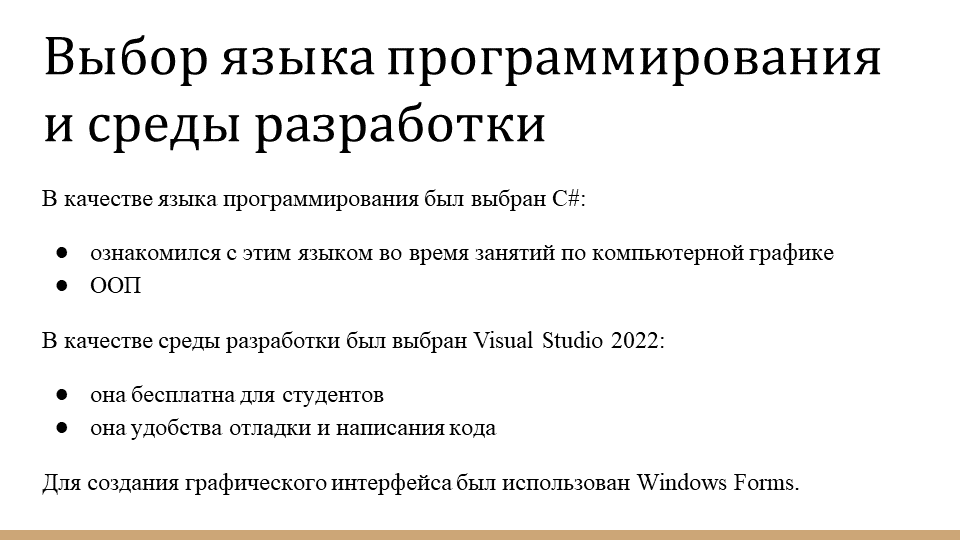 Выбор языка программирования
и среды разработки
В качестве языка программирования был выбран C#:
● ознакомился с этим языком во время занятий по компьютерной графике
● ООП
В качестве среды разработки был выбран Visual Studio 2022:
● она бесплатна для студентов
● она удобства отладки и написания кода
Для создания графического интерфейса был использован Windows Forms.